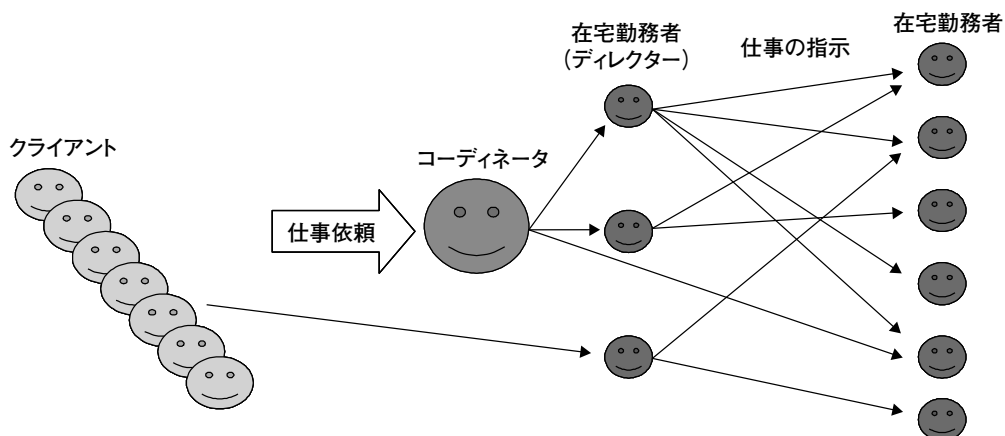 クライアント
仕事依頼
コーディネータ
在宅勤務者
(ディレクター)
仕事の指示
在宅勤務者